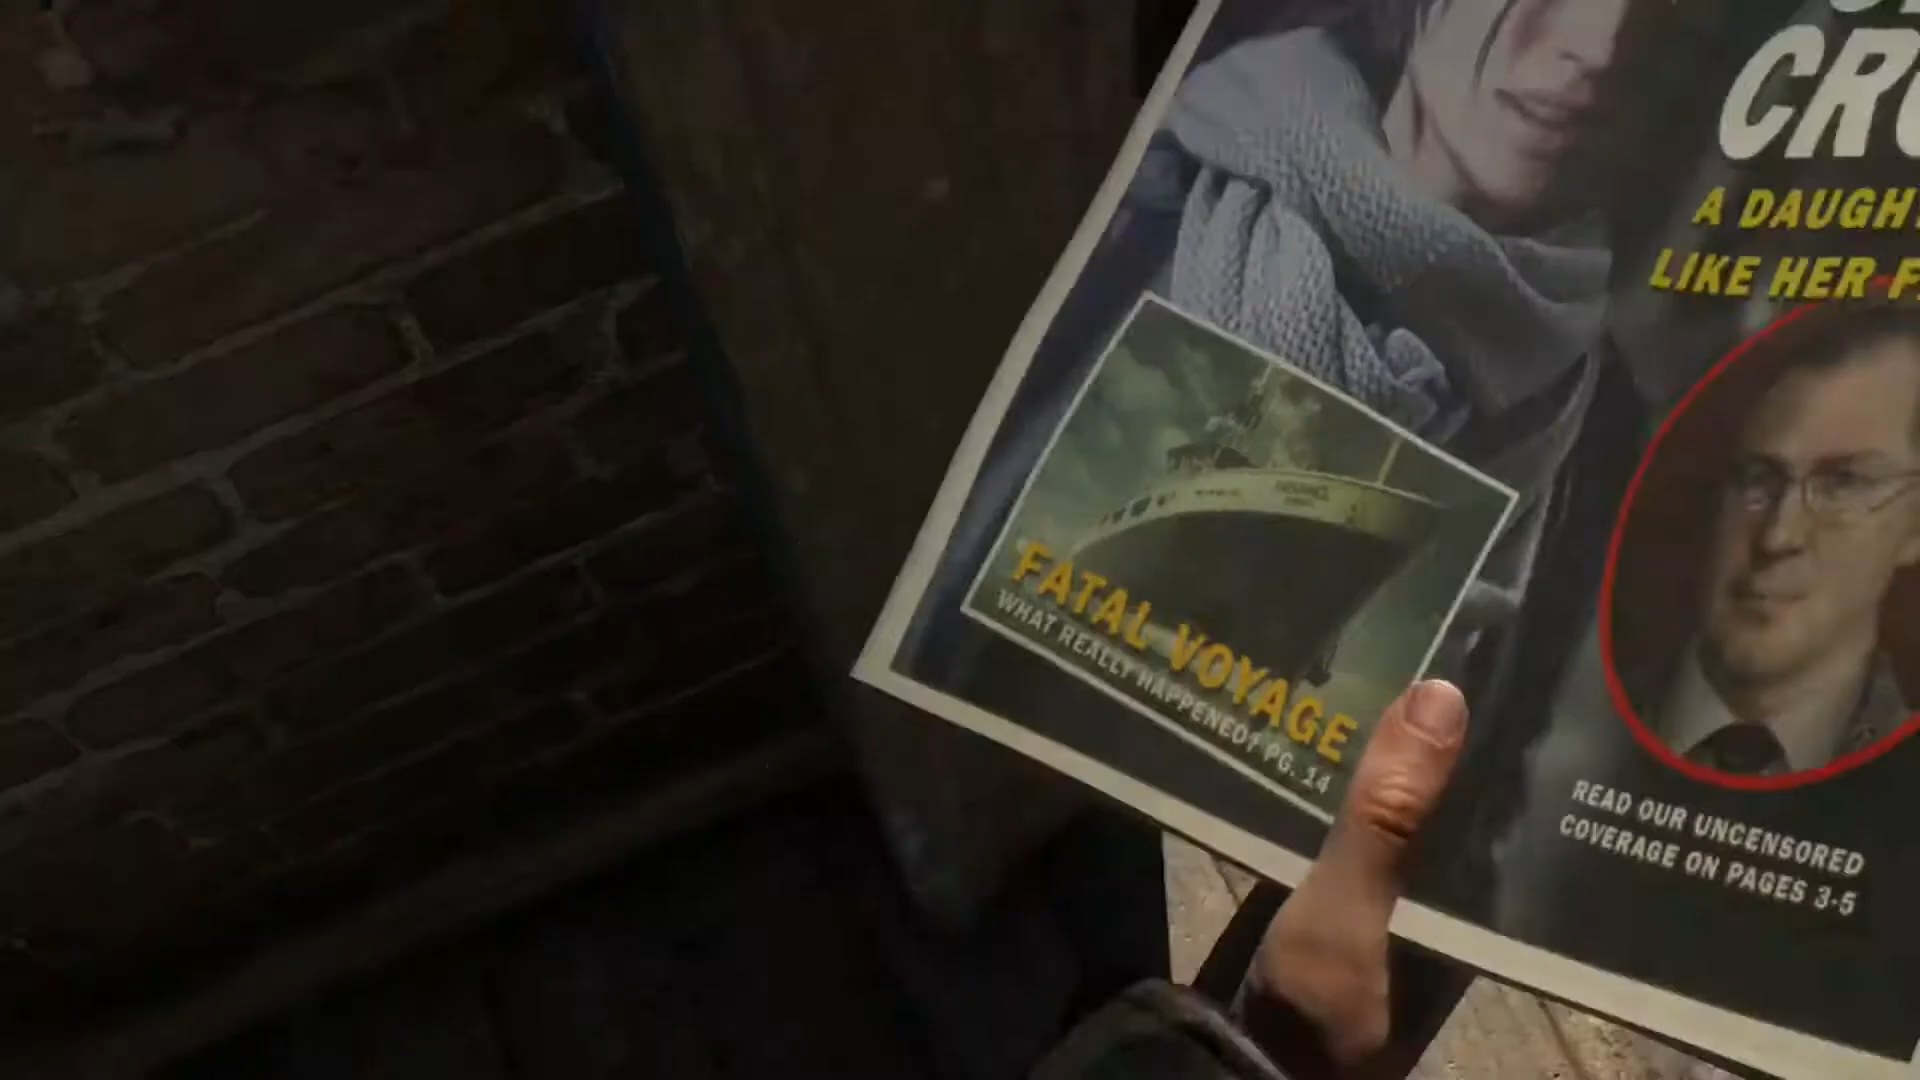 CR
A DAUGH
LIKE HER F
FATAL VOYAGE
WHAT REALLY HAPPENED? PG. 14
READ OUR UNCENSORED
COVERAGE ON PAGES 3-5